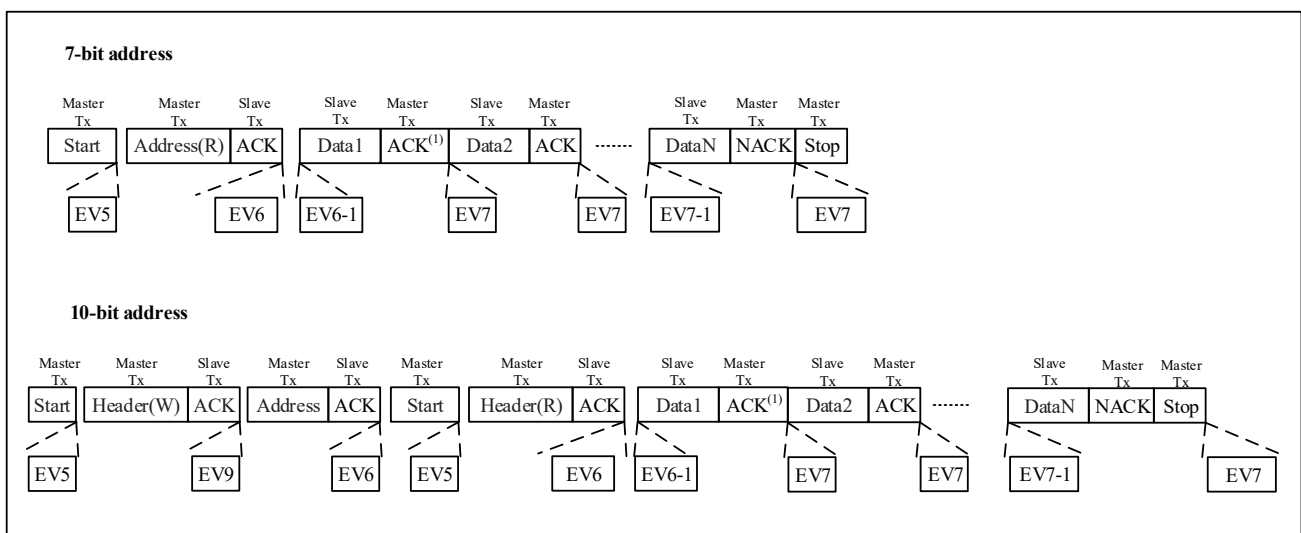 7-bit address
Master Master Slave Slave Master Slave Master Slave Master Master
Tx Tx Tx Tx Tx Tx Tx Tx Tx Tx
Start Address(R) ACK Data1 ACK(1) Data2 ACK ······· DataN NACK Stop
EV5 EV6 EV6-1 EV7 EV7 EV7-1 EV7
10-bit address
Master Master Slave Master Slave Master Master Slave Slave Master Slave Master Slave Master Master
Tx Tx Tx Tx Tx Tx Tx Tx Tx Tx Tx Tx Tx Tx Tx
Start Header(W) ACK Address ACK Start Header(R) ACK Data1 ACK(1) Data2 ACK ······· DataN NACK Stop
EV5 EV9 EV6 EV5 EV6 EV6-1 EV7 EV7 EV7-1 EV7